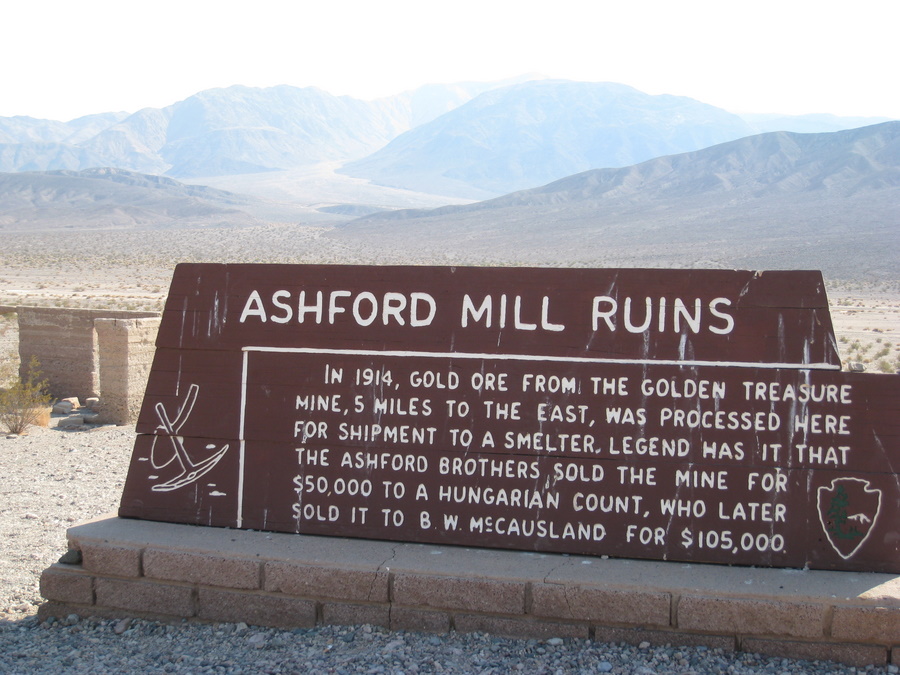 ASHFORD MILL RUINS
IN 1914, GOLD ORE FROM THE GOLDEN TREASURE
MINE, 5 MILES TO THE EAST, WAS PROCESSED HERE
FOR SHIPMENT TO A SMELTER. LEGEND HAS IT THAT
THE ASHFORD BROTHERS SOLD THE MINE FOR
$50,000 TO A HUNGARIAN COUNT, WHO LATER
SOLD IT TO B. W. McCAUSLAND FOR $105,000.